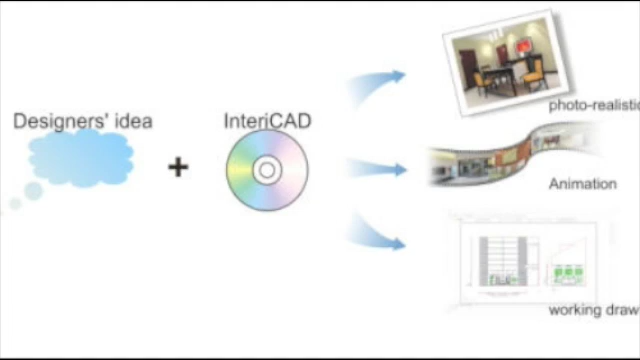 Designers' idea
+
InteriCAD
photo-realistic
Animation
working draw